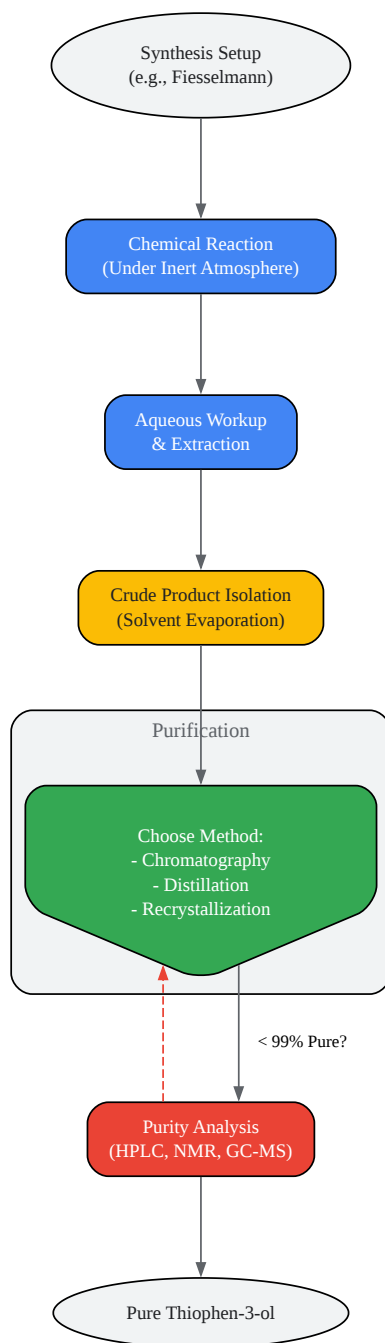 Synthesis Setup
(e.g., Fiesselmann)
Chemical Reaction
(Under Inert Atmosphere)
Aqueous Workup
& Extraction
Crude Product Isolation
(Solvent Evaporation)
Purification
Choose Method:
- Chromatography
- Distillation
- Recrystallization
< 99% Pure?
Purity Analysis
(HPLC, NMR, GC-MS)
Pure Thiophen-3-ol